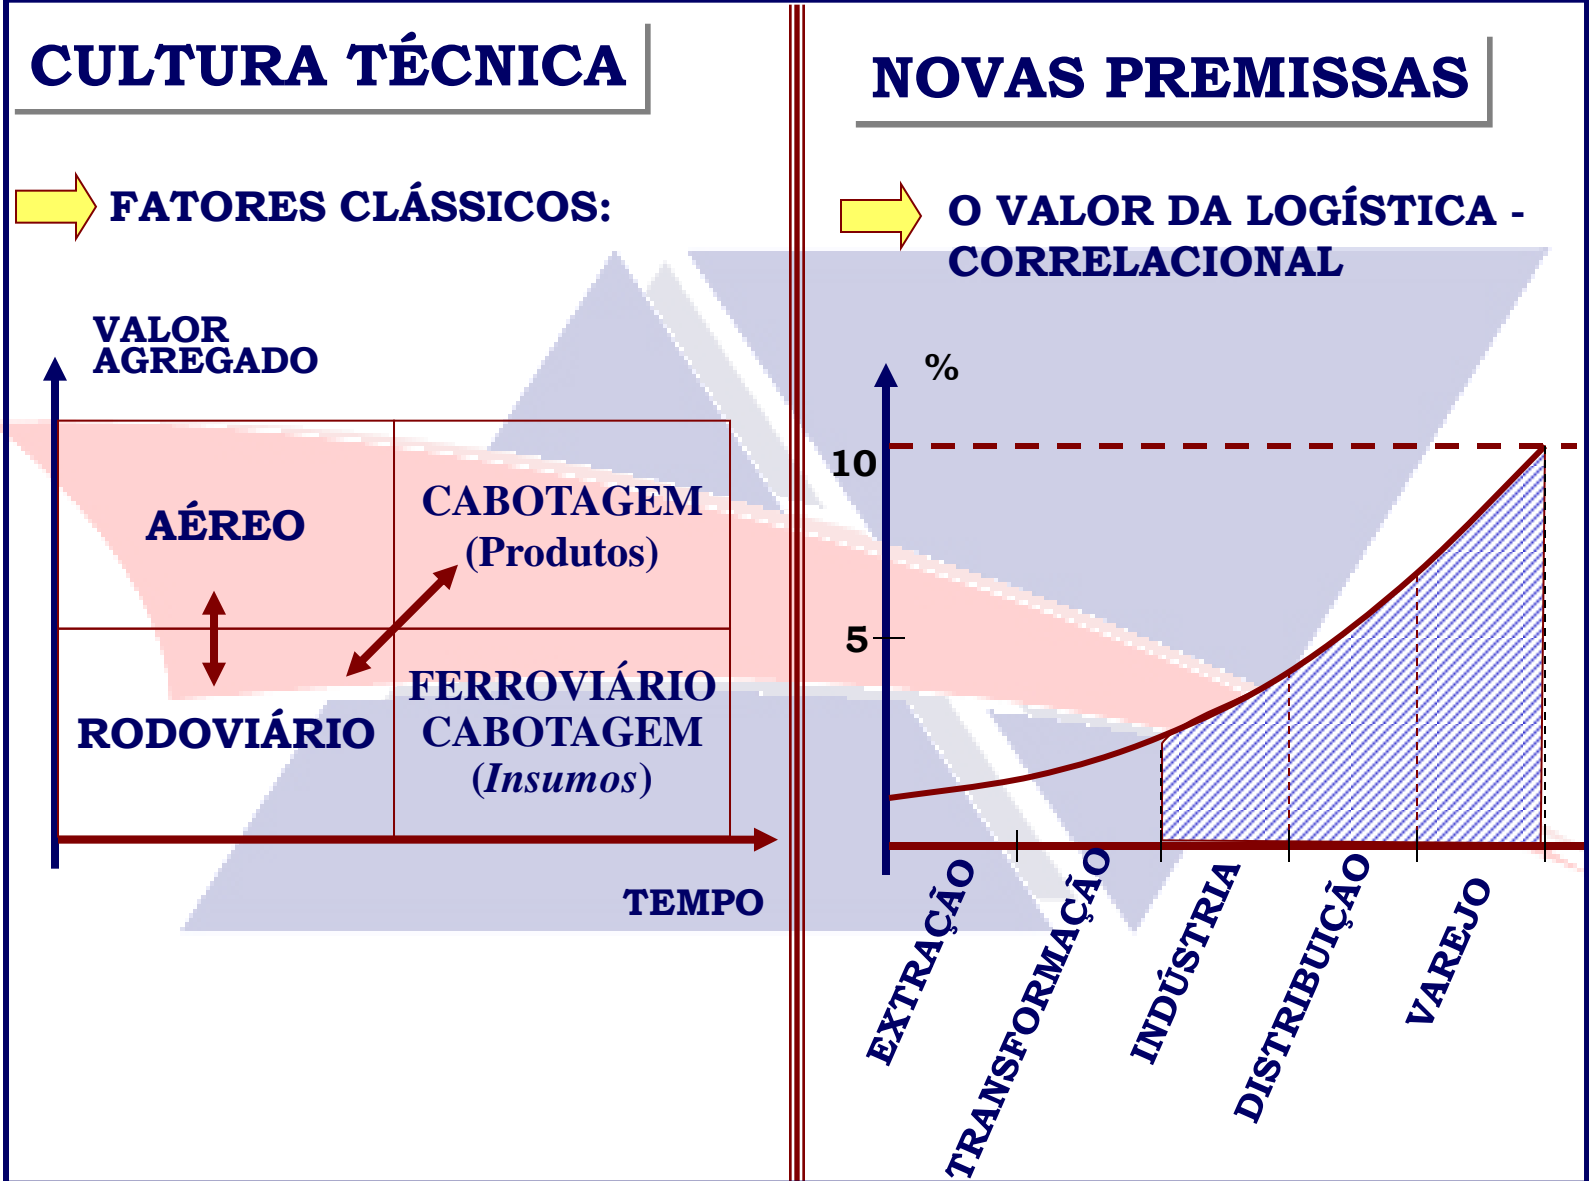 CULTURA TÉCNICA
FATORES CLÁSSICOS:
VALOR
AGREGADO
AÉREO
CABOTAGEM
(Produtos)
RODOVIÁRIO
FERROVIÁRIO
CABOTAGEM
(Insumos)
TEMPO
NOVAS PREMISSAS
O VALOR DA LOGÍSTICA -
CORRELACIONAL
%
10
5
EXTRAÇÃO
TRANSFORMAÇÃO
INDÚSTRIA
DISTRIBUIÇÃO
VAREJO